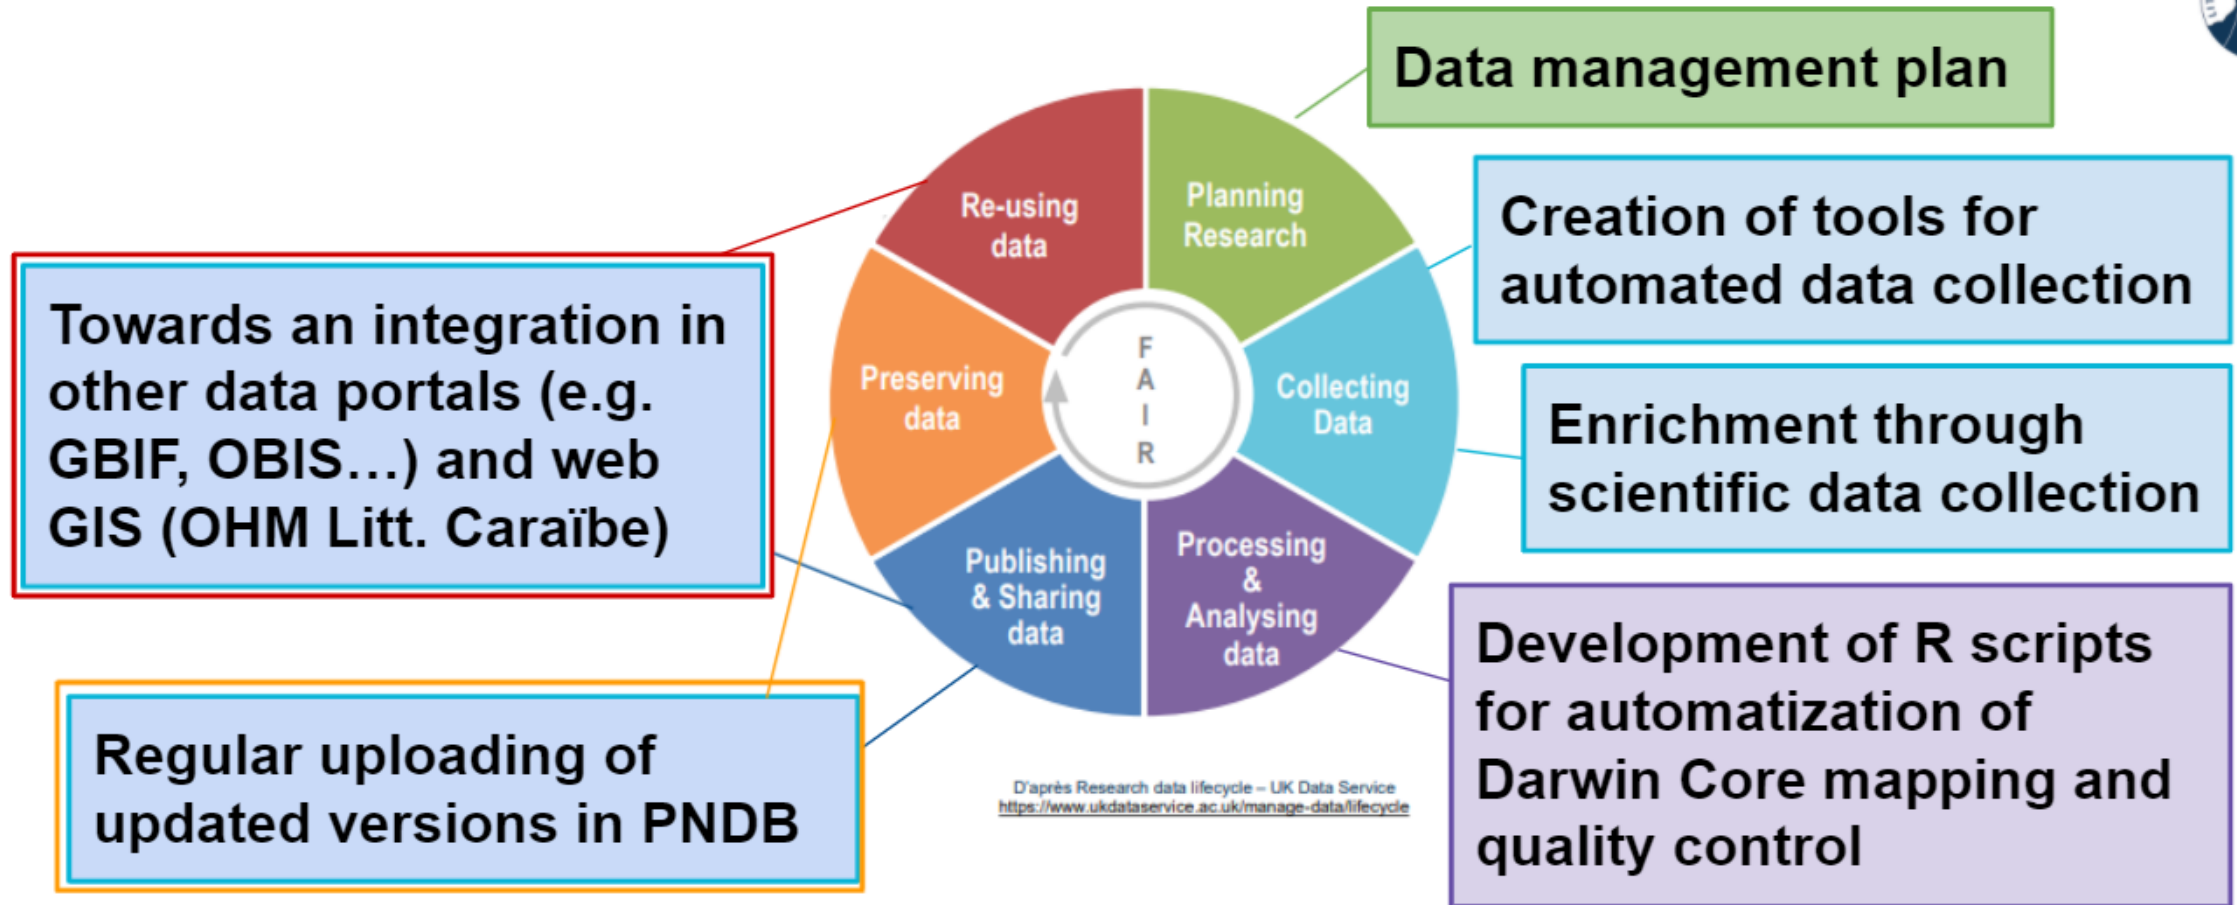 Data management plan
Creation of tools for
automated data collection
Enrichment through
scientific data collection
Development of R scripts
for automatization of
Darwin Core mapping and
quality control
Towards an integration in
other data portals (e.g.
GBIF, OBIS...) and web
GIS (OHM Litt. Caraïbe)
Regular uploading of
updated versions in PNDB
Planning
Research
Collecting
Data
Processing
&
Analysing
data
Publishing
& Sharing
data
Preserving
data
Re-using
data
F
A
I
R
D'après Research data lifecycle – UK Data Service
https://www.ukdataservice.ac.uk/manage-data/lifecycle